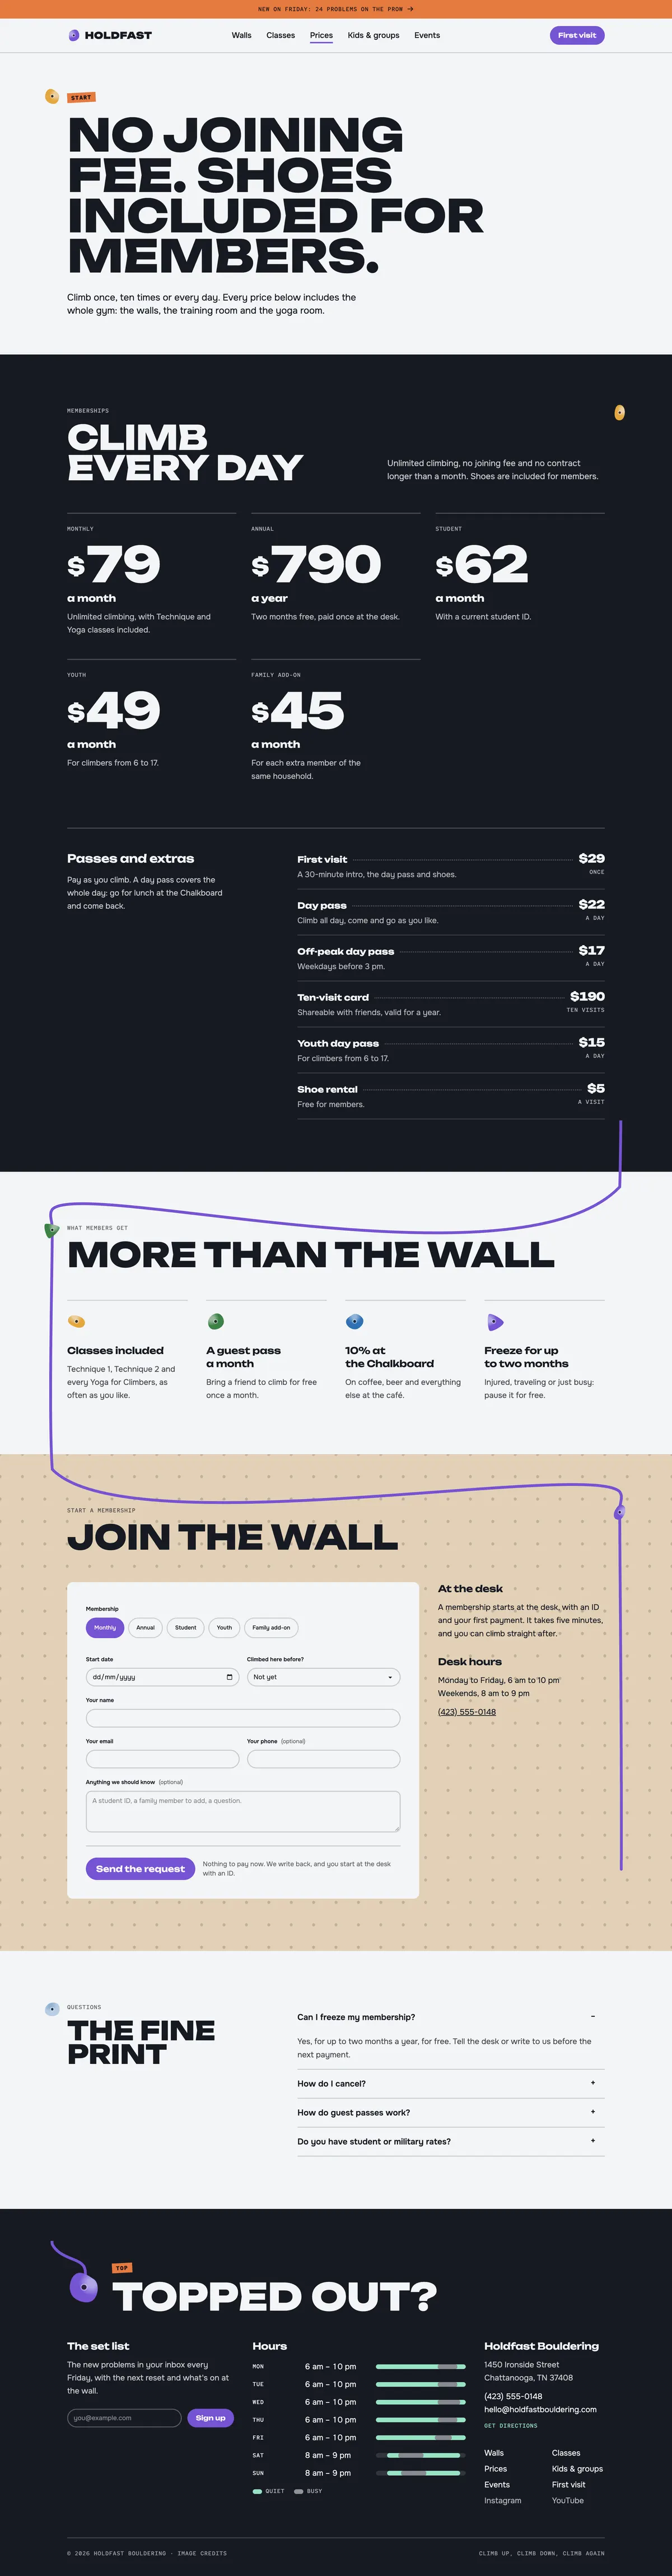 NEW ON FRIDAY: 24 PROBLEMS ON THE PROW →
HOLDFAST
Walls Classes Prices Kids & groups Events
First visit
START
NO JOINING
FEE. SHOES
INCLUDED FOR
MEMBERS.
Climb once, ten times or every day. Every price below includes the
whole gym: the walls, the training room and the yoga room.
MEMBERSHIPS
CLIMB
EVERY DAY
Unlimited climbing, no joining fee and no contract
longer than a month. Shoes are included for members.
MONTHLY
$79
a month
Unlimited climbing, with Technique and
Yoga classes included.
ANNUAL
$790
a year
Two months free, paid once at the desk.
STUDENT
$62
a month
With a current student ID.
YOUTH
$49
a month
For climbers from 6 to 17.
FAMILY ADD-ON
$45
a month
For each extra member of the
same household.
Passes and extras
Pay as you climb. A day pass covers the
whole day: go for lunch at the Chalkboard
and come back.
First visit $29
A 30-minute intro, the day pass and shoes. ONCE
Day pass $22
Climb all day, come and go as you like. A DAY
Off-peak day pass $17
Weekdays before 3 pm. A DAY
Ten-visit card $190
Shareable with friends, valid for a year. TEN VISITS
Youth day pass $15
For climbers from 6 to 17. A DAY
Shoe rental $5
Free for members. A VISIT
WHAT MEMBERS GET
MORE THAN THE WALL
Classes included
Technique 1, Technique 2 and
every Yoga for Climbers, as
often as you like.
A guest pass
a month
Bring a friend to climb for free
once a month.
10% at
the Chalkboard
On coffee, beer and everything
else at the café.
Freeze for up
to two months
Injured, traveling or just busy:
pause it for free.
START A MEMBERSHIP
JOIN THE WALL
Membership
Monthly Annual Student Youth Family add-on
Start date
dd/mm/yyyy
Climbed here before?
Not yet
Your name
Your email
Your phone (optional)
Anything we should know (optional)
A student ID, a family member to add, a question.
Send the request
Nothing to pay now. We write back, and you start at the desk
with an ID.
At the desk
A membership starts at the desk, with an ID
and your first payment. It takes five minutes,
and you can climb straight after.
Desk hours
Monday to Friday, 6 am to 10 pm
Weekends, 8 am to 9 pm
(423) 555-0148
QUESTIONS
THE FINE
PRINT
Can I freeze my membership? −
Yes, for up to two months a year, for free. Tell the desk or write to us before the
next payment.
How do I cancel? +
How do guest passes work? +
Do you have student or military rates? +
TOP
TOPPED OUT?
The set list
The new problems in your inbox every
Friday, with the next reset and what's on at
the wall.
you@example.com
Sign up
Hours
MON 6 am – 10 pm
TUE 6 am – 10 pm
WED 6 am – 10 pm
THU 6 am – 10 pm
FRI 6 am – 10 pm
SAT 8 am – 9 pm
SUN 8 am – 9 pm
QUIET BUSY
Holdfast Bouldering
1450 Ironside Street
Chattanooga, TN 37408
(423) 555-0148
hello@holdfastbouldering.com
GET DIRECTIONS
Walls Classes
Prices Kids & groups
Events First visit
Instagram YouTube
© 2026 HOLDFAST BOULDERING · IMAGE CREDITS
CLIMB UP, CLIMB DOWN, CLIMB AGAIN